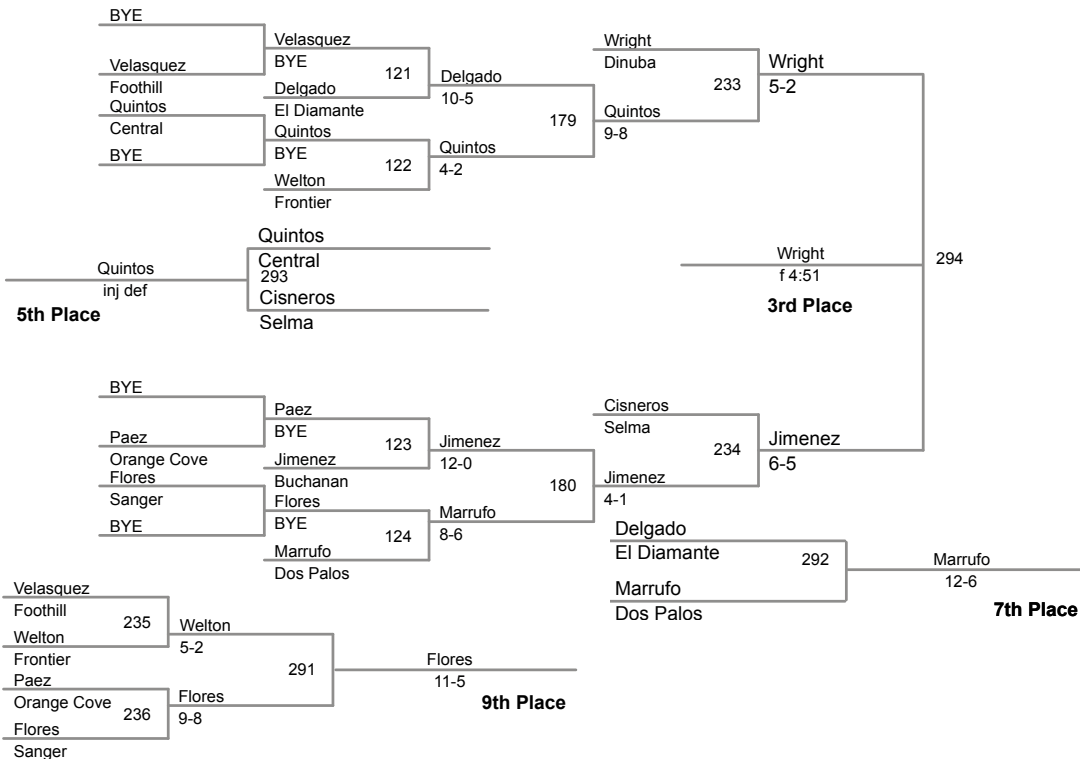 BYE
Velasquez
Foothill
Quintos
Central
BYE
Velasquez
BYE
121
Delgado
El Diamante
Quintos
BYE
122
Welton
Frontier
Delgado
10-5
179
Quintos
4-2
Wright
Dinuba
233
Quintos
9-8
Wright
5-2
294
Wright
f 4:51
3rd Place
Quintos
Central
293
Cisneros
Selma
Quintos
inj def
5th Place
BYE
Paez
Orange Cove
Flores
Sanger
BYE
Paez
BYE
123
Jimenez
Buchanan
Flores
BYE
124
Marrufo
Dos Palos
Jimenez
12-0
180
Marrufo
8-6
Cisneros
Selma
234
Jimenez
4-1
Jimenez
6-5
Delgado
El Diamante
292
Marrufo
Dos Palos
Marrufo
12-6
7th Place
Velasquez
Foothill
235
Welton
Frontier
Paez
Orange Cove
236
Flores
Sanger
Welton
5-2
291
Flores
9-8
Flores
11-5
9th Place